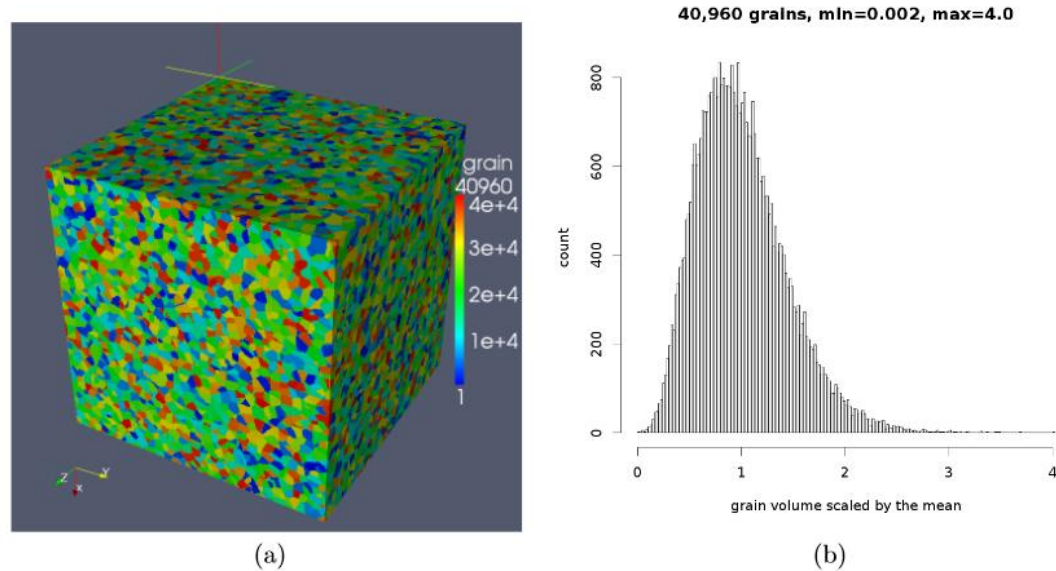 40,960 grains, min=0.002, max=4.0
grain
40960
4e+4
3e+4
2e+4
1e+4
1
Z
Y
x
800
600
400
200
0
count
0 1 2 3 4
grain volume scaled by the mean
(a)
(b)